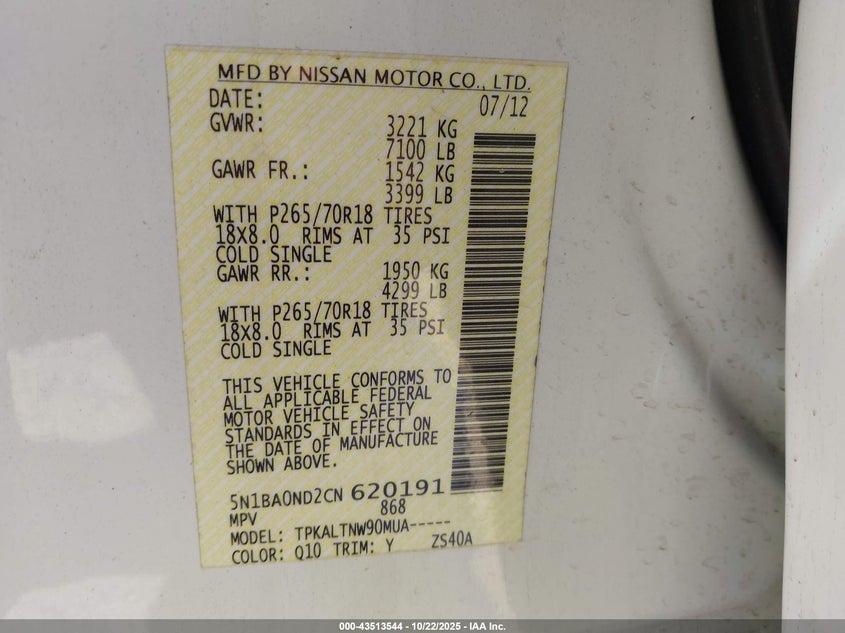 MFD BY NISSAN MOTOR CO., LTD.
DATE: 07/12
GVWR: 3221 KG
7100 LB
GAWR FR.: 1542 KG
3399 LB
WITH P265/70R18 TIRES
18X8.0 RIMS AT 35 PSI
COLD SINGLE
GAWR RR.: 1950 KG
4299 LB
WITH P265/70R18 TIRES
18X8.0 RIMS AT 35 PSI
COLD SINGLE
THIS VEHICLE CONFORMS TO
ALL APPLICABLE FEDERAL
MOTOR VEHICLE SAFETY
STANDARDS IN EFFECT ON
THE DATE OF MANUFACTURE
SHOWN ABOVE.
5N1BA0ND2CN 620191
MPV 868
MODEL: TPKALTNW90MUA-----
COLOR: Q10 TRIM: Y ZS40A
000-43513544 - 10/22/2025 - IAA Inc.